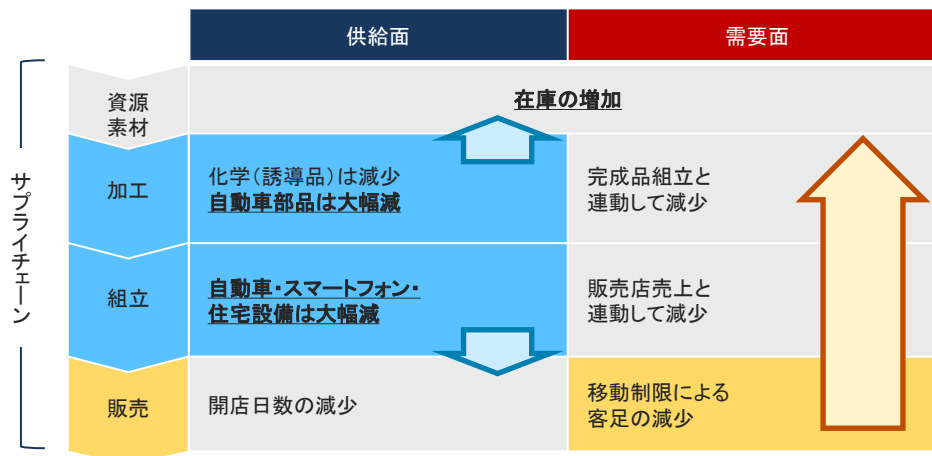 供給面
需要面
サプライチェーン
資源
素材
在庫の増加
加工
化学(誘導品)は減少
自動車部品は大幅減
完成品組立と
連動して減少
組立
自動車・スマートフォン・
住宅設備は大幅減
販売店売上と
連動して減少
販売
開店日数の減少
移動制限による
客足の減少